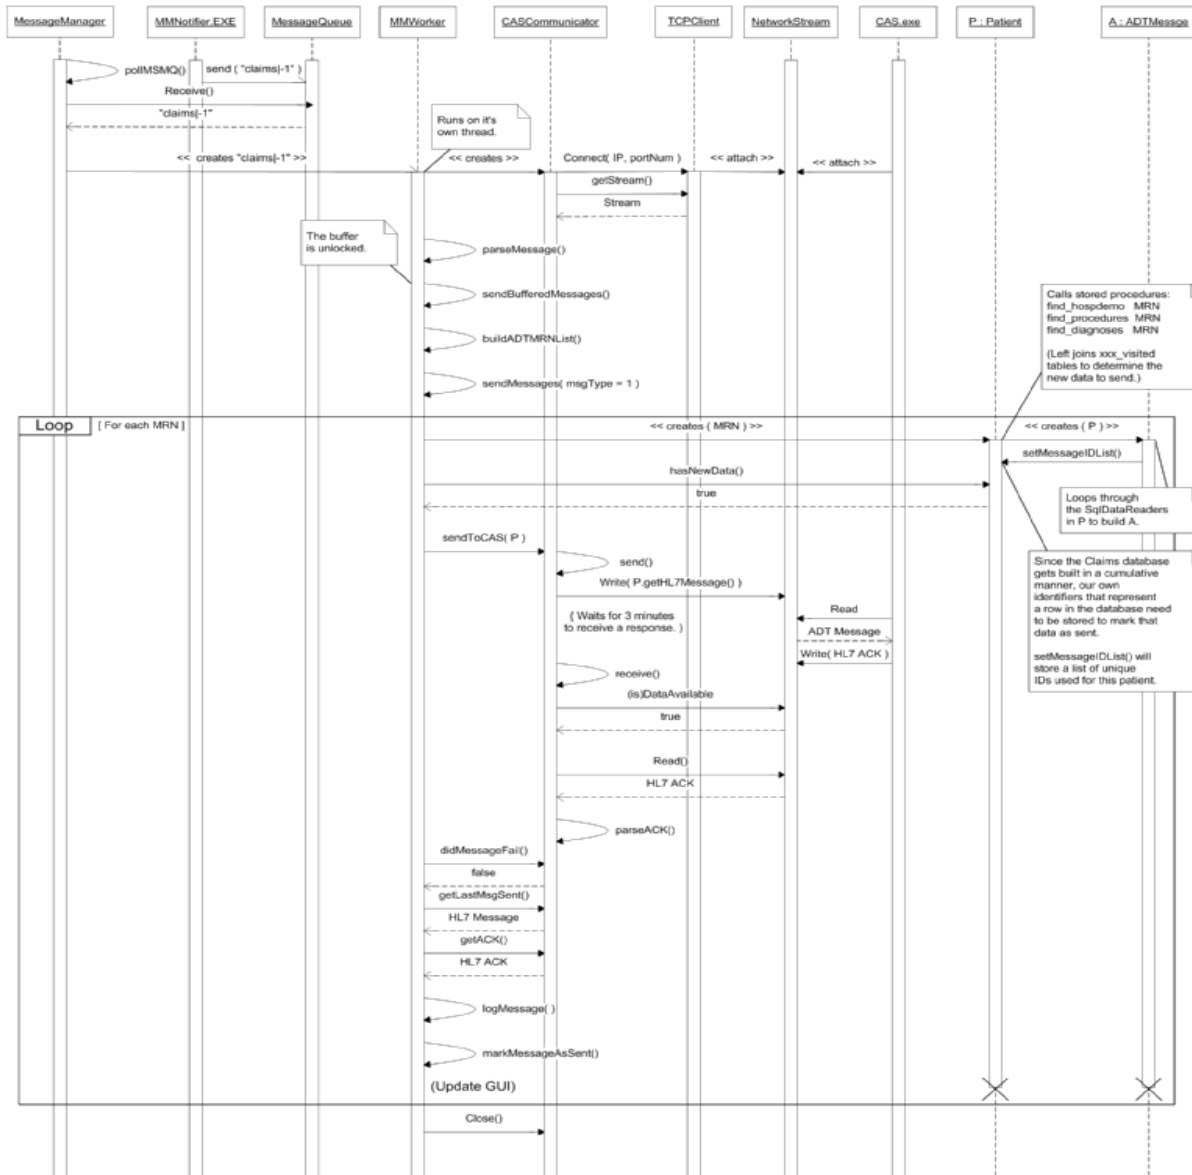 MessageManager
MMNotifier.EXE
MessageQueue
MMWorker
CASCommunicator
TCPClient
NetworkStream
CAS.exe
P : Patient
A : ADTMessge
pollMSMQ()
send ( "claims|-1" )
Receive()
"claims|-1"
Runs on it's
own thread.
<< creates "claims|-1" >>
<< creates >>
Connect( IP, portNum )
<< attach >>
<< attach >>
getStream()
Stream
The buffer
is unlocked.
parseMessage()
sendBufferedMessages()
buildADTMRNList()
sendMessages( msgType = 1 )
Calls stored procedures:
find_hospdemo MRN
find_procedures MRN
find_diagnoses MRN
(Left joins xxx_visited
tables to determine the
new data to send.)
Loop
[ For each MRN ]
<< creates ( MRN ) >>
<< creates ( P ) >>
setMessageIDList()
hasNewData()
true
Loops through
the SqlDataReaders
in P to build A.
sendToCAS( P )
send()
Write( P.getHL7Message() )
{ Waits for 3 minutes
to receive a response. }
Read
ADT Message
Write( HL7 ACK )
Since the Claims database
gets built in a cumulative
manner, our own
identifiers that represent
a row in the database need
to be stored to mark that
data as sent.
setMessageIDList() will
store a list of unique
IDs used for this patient.
receive()
(is)DataAvailable
true
Read()
HL7 ACK
parseACK()
didMessageFail()
false
getLastMsgSent()
HL7 Message
getACK()
HL7 ACK
logMessage( )
markMessageAsSent()
(Update GUI)
Close()